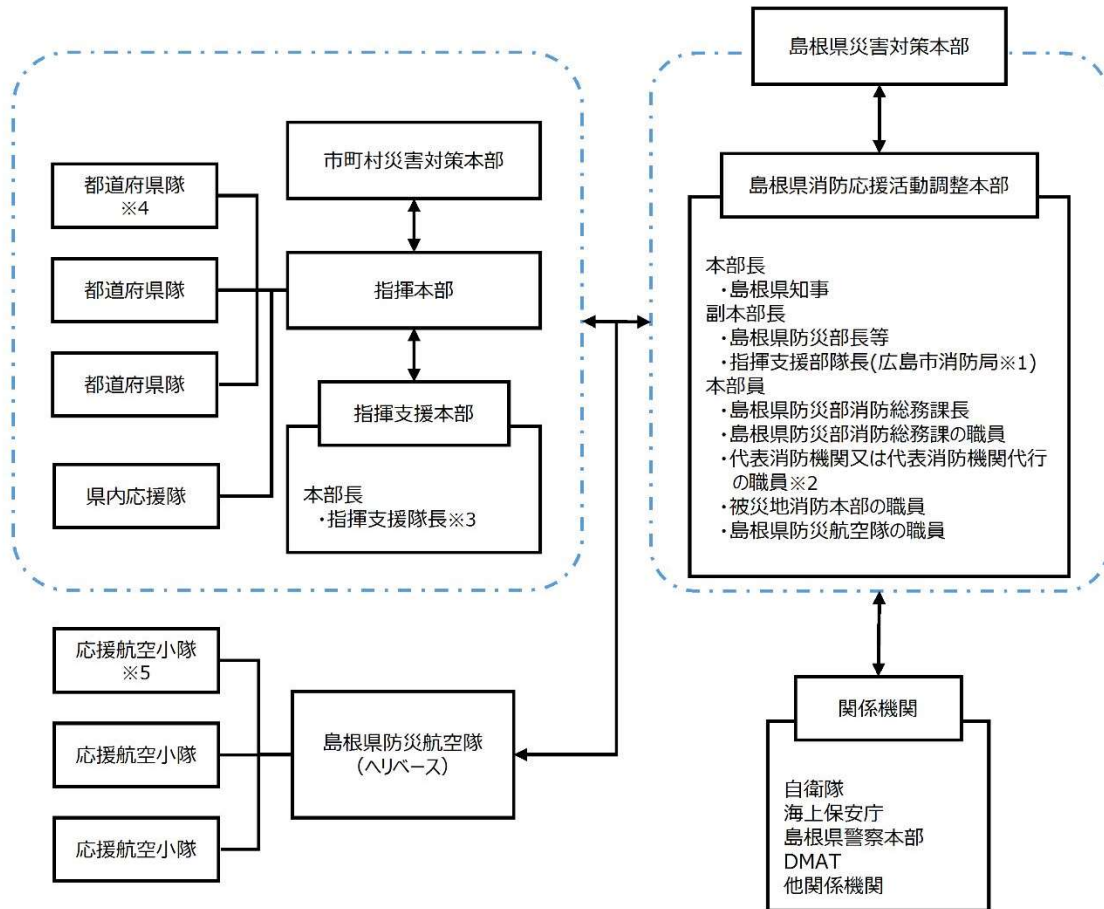 島根県災害対策本部
島根県消防応援活動調整本部
本部長
・島根県知事
副本部長
・島根県防災部長等
・指揮支援部隊長(広島市消防局※1)
本部員
・島根県防災部消防総務課長
・島根県防災部消防総務課の職員
・代表消防機関又は代表消防機関代行
の職員※2
・被災地消防本部の職員
・島根県防災航空隊の職員
市町村災害対策本部
指揮本部
指揮支援本部
本部長
・指揮支援隊長※3
都道府県隊
※4
都道府県隊
都道府県隊
県内応援隊
応援航空小隊
※5
応援航空小隊
応援航空小隊
島根県防災航空隊
(ヘリベース)
関係機関
自衛隊
海上保安庁
島根県警察本部
DMAT
他関係機関